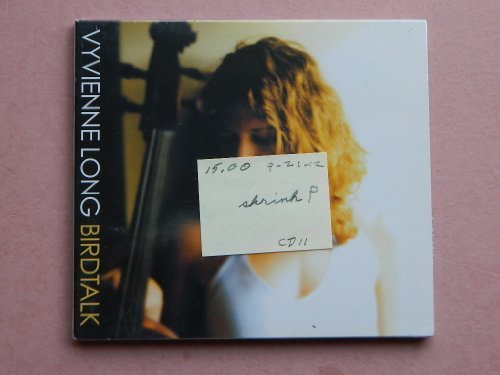 VYVIENNE LONG BIRDTALK
15.00 9-21-12
shrink P
CD11